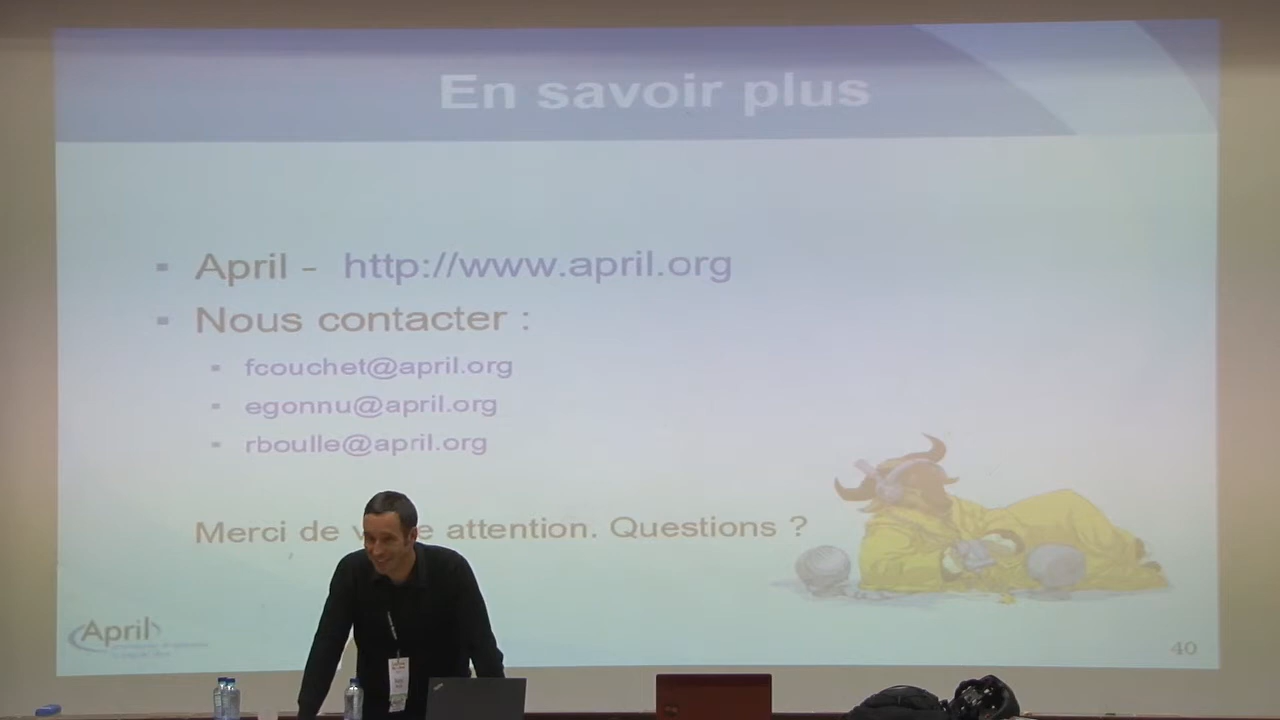 En savoir plus
April - http://www.april.org
Nous contacter :
fcouchet@april.org
egonnu@april.org
rboulle@april.org
Merci de attention. Questions ?
April
40